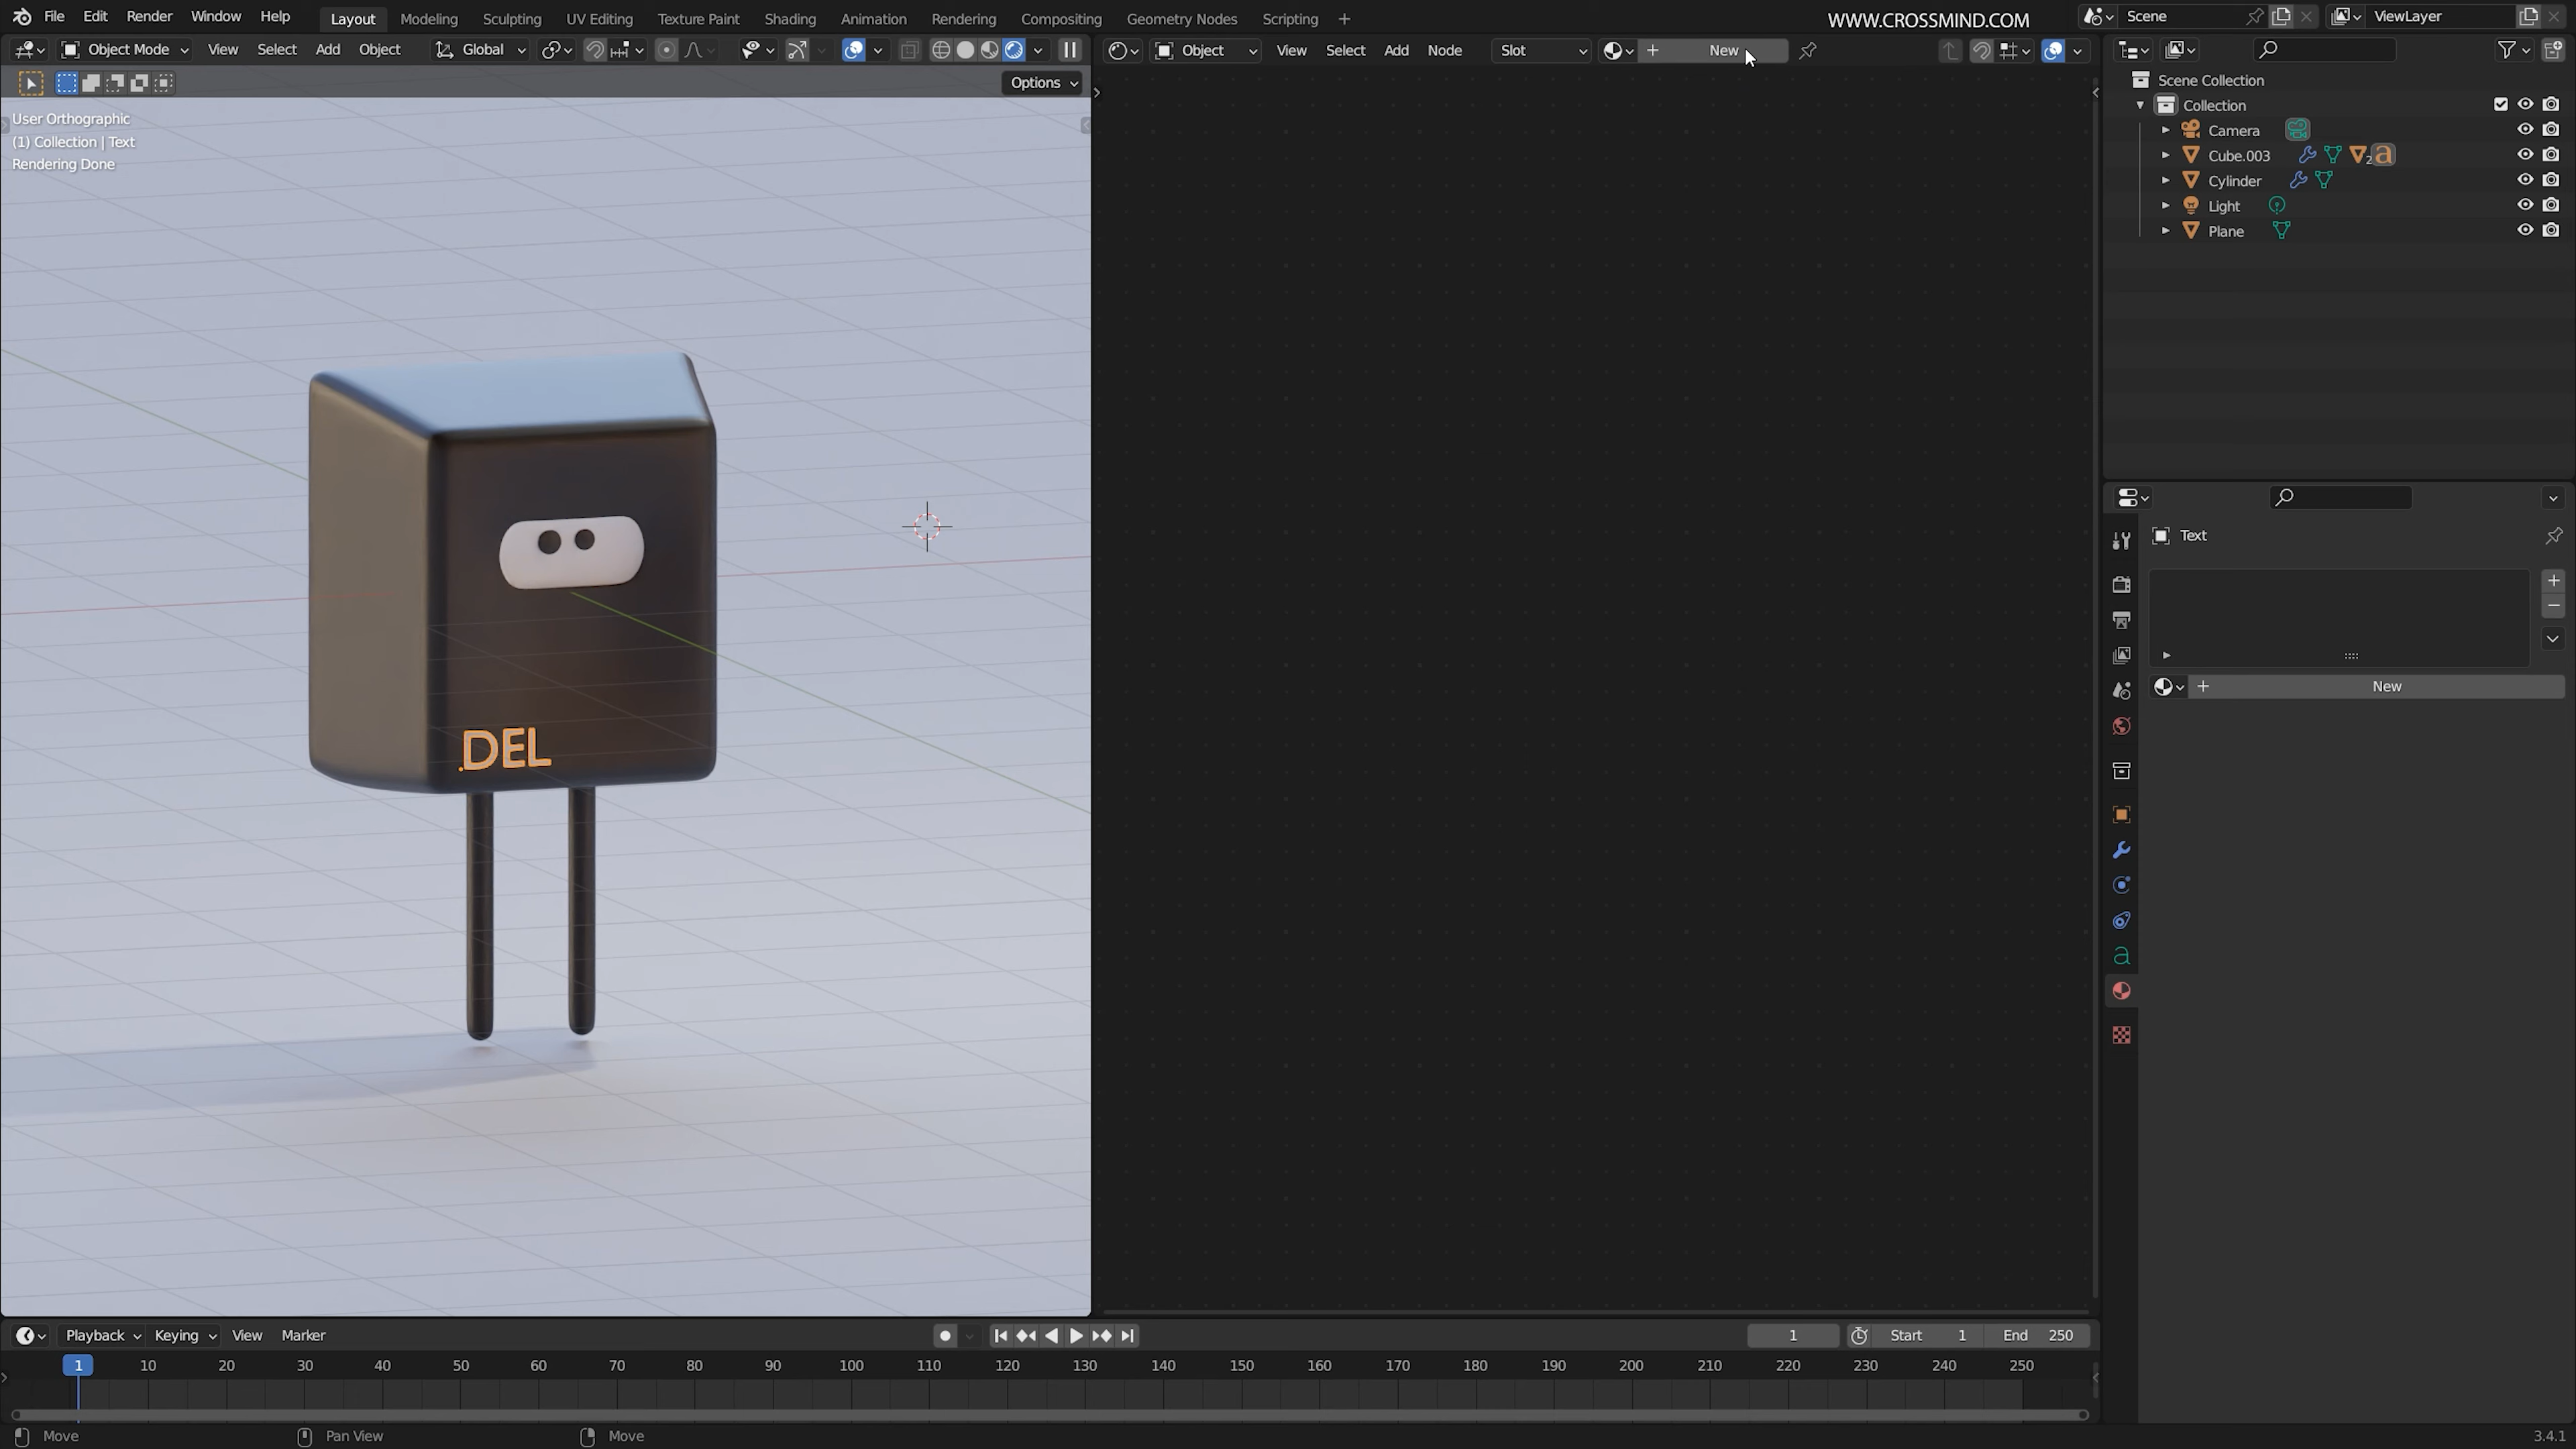 File Edit Render Window Help Layout Modeling Sculpting UV Editing Texture Paint Shading Animation Rendering Compositing Geometry Nodes Scripting + WWW.CROSSMIND.COM Scene ViewLayer
Object Mode View Select Add Object Global Object View Select Add Node Slot + New
Options
User Orthographic
(1) Collection | Text
Rendering Done
.DEL
Scene Collection
Collection
Camera
Cube.003 2 a
Cylinder
Light
Plane
Text
+ New
Playback Keying View Marker 1 Start 1 End 250
1 10 20 30 40 50 60 70 80 90 100 110 120 130 140 150 160 170 180 190 200 210 220 230 240 250
Move Pan View Move 3.4.1